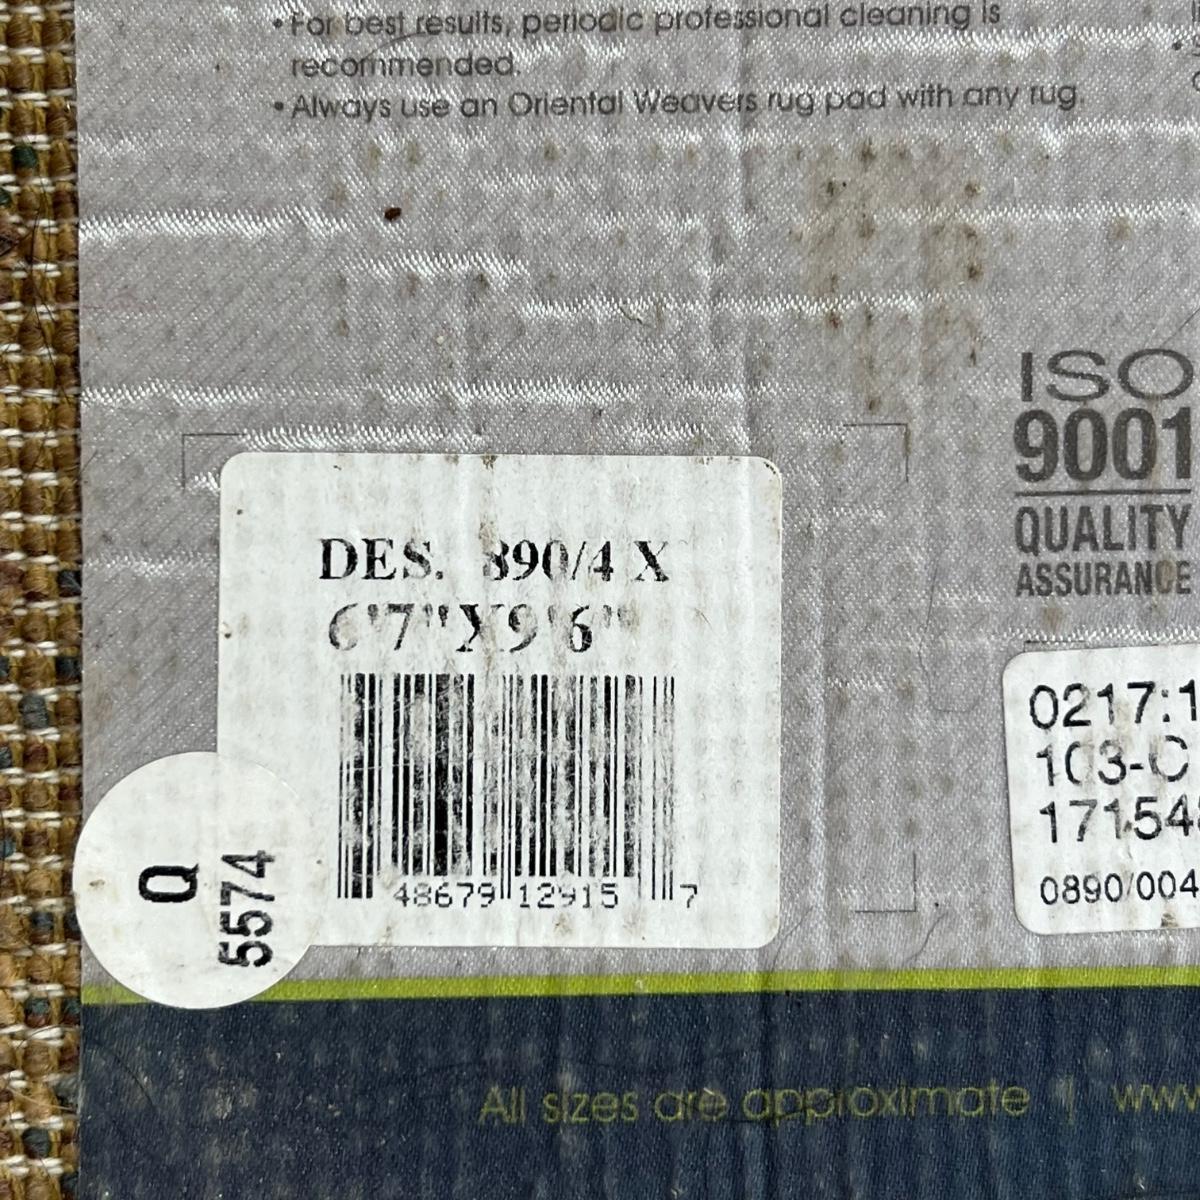 • For best results, periodic professional cleaning is
recommended.
• Always use an Oriental Weavers rug pad with any rug.
ISO
9001
QUALITY
ASSURANCE
DES. 890/4 X
6'7"X9'6"
48679 12915 7
Q
5574
0217:1
103-C
17154
0890/004
All sizes are approximate | www